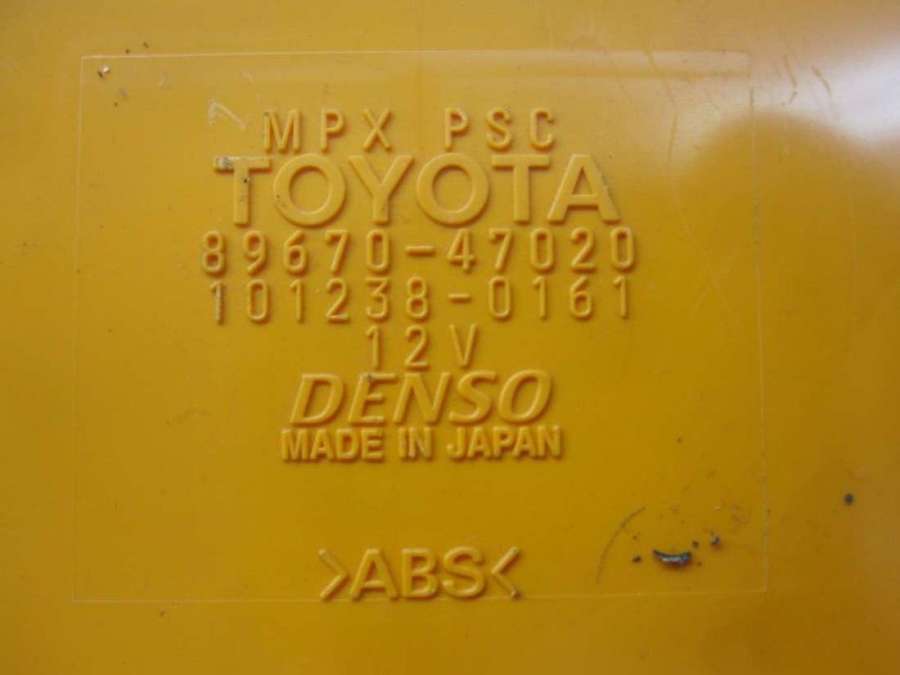 MPX PSC
TOYOTA
89670-47020
101238-0161
12V
DENSO
MADE IN JAPAN
>ABS<